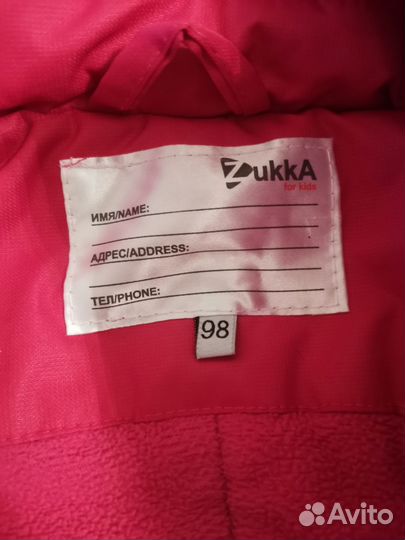 ZukkA
for kids
ИМЯ/NAME:
АДРЕС/ADDRESS:
ТЕЛ/PHONE:
98
Avito